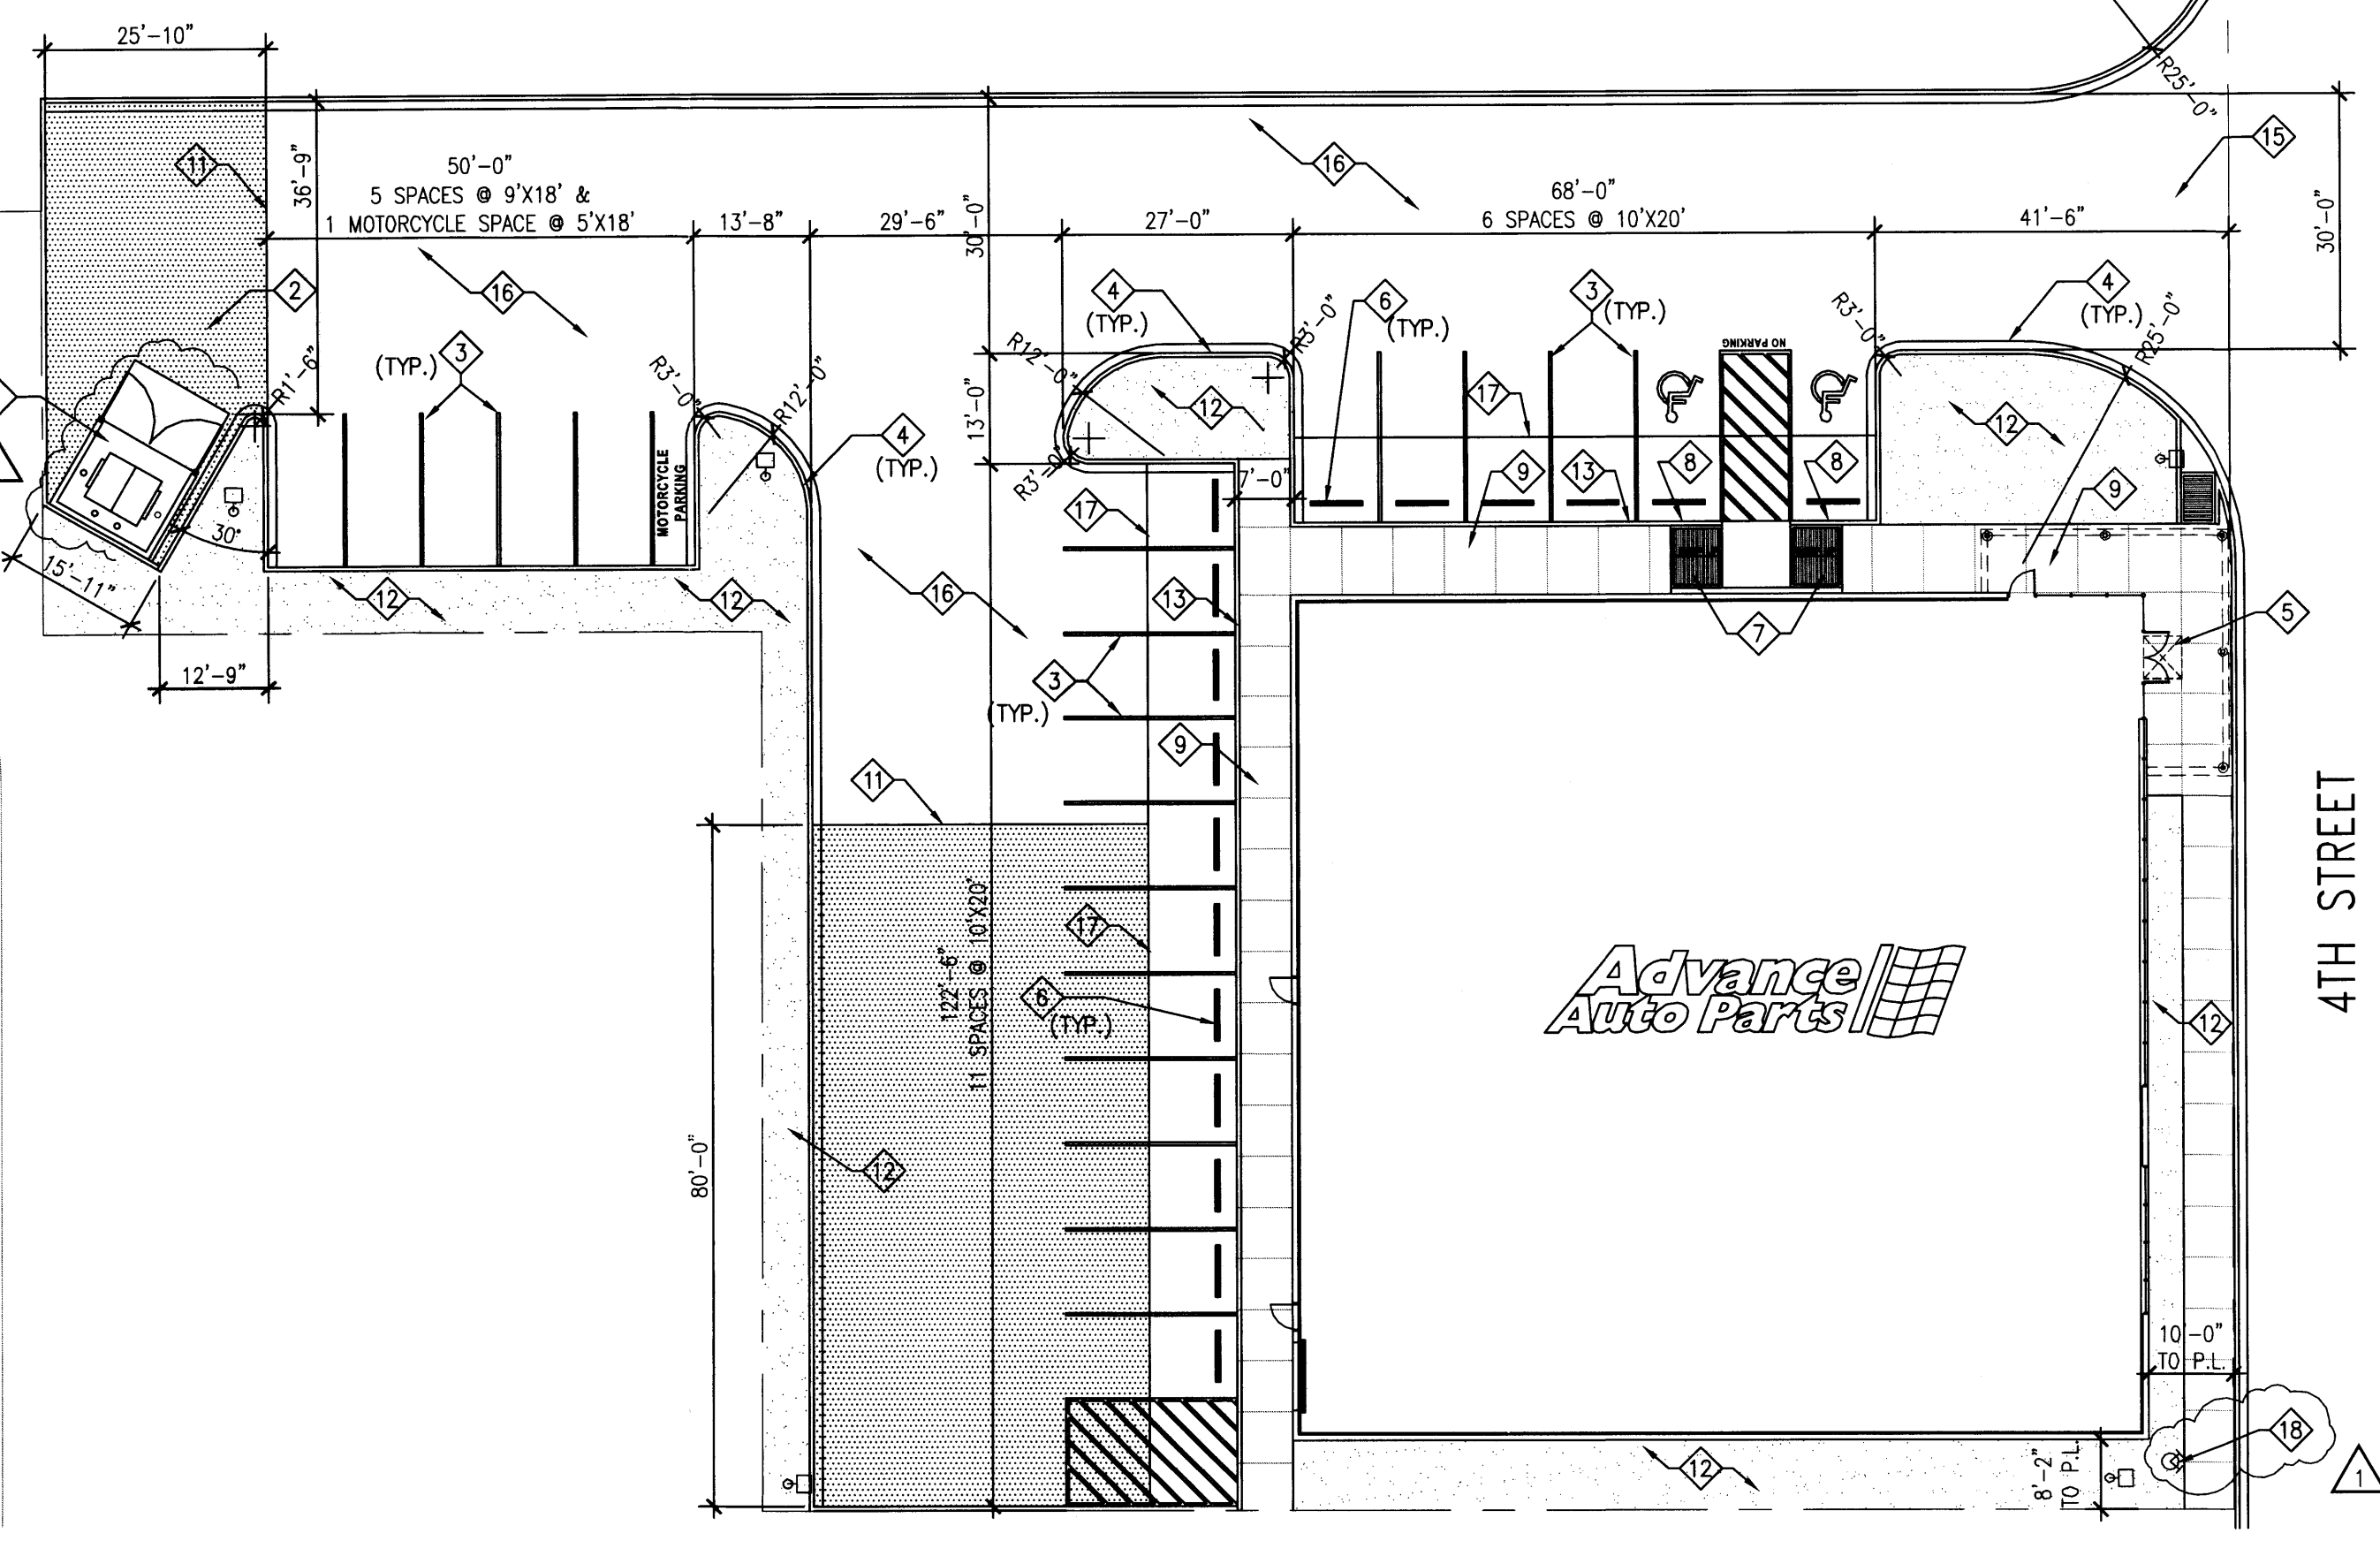 25'-10"
R25'-0"
11
36'-9"
50'-0"
5 SPACES @ 9'X18' &
1 MOTORCYCLE SPACE @ 5'X18'
13'-8"
29'-6"
30'-0"
27'-0"
16
68'-0"
6 SPACES @ 10'X20'
41'-6"
15
30'-0"
2
16
3
(TYP.)
R1'-6"
R3'-0"
R12'-0"
4
(TYP.)
4
(TYP.)
R12'-0"
R3'-0"
6
(TYP.)
3
(TYP.)
NO PARKING
R3'-0"
4
(TYP.)
R25'-0"
13'-0"
R3'-0"
12
17
12
MOTORCYCLE
PARKING
30°
15'-11"
12'-9"
12
12
17
7'-0"
9
13
8
8
9
16
13
7
5
3
(TYP.)
9
11
80'-0"
122'-6"
11 SPACES @ 10'X20'
17
6
(TYP.)
12
Advance
Auto Parts
4TH STREET
12
10'-0"
TO P.L.
12
8'-2"
TO P.L.
18
1